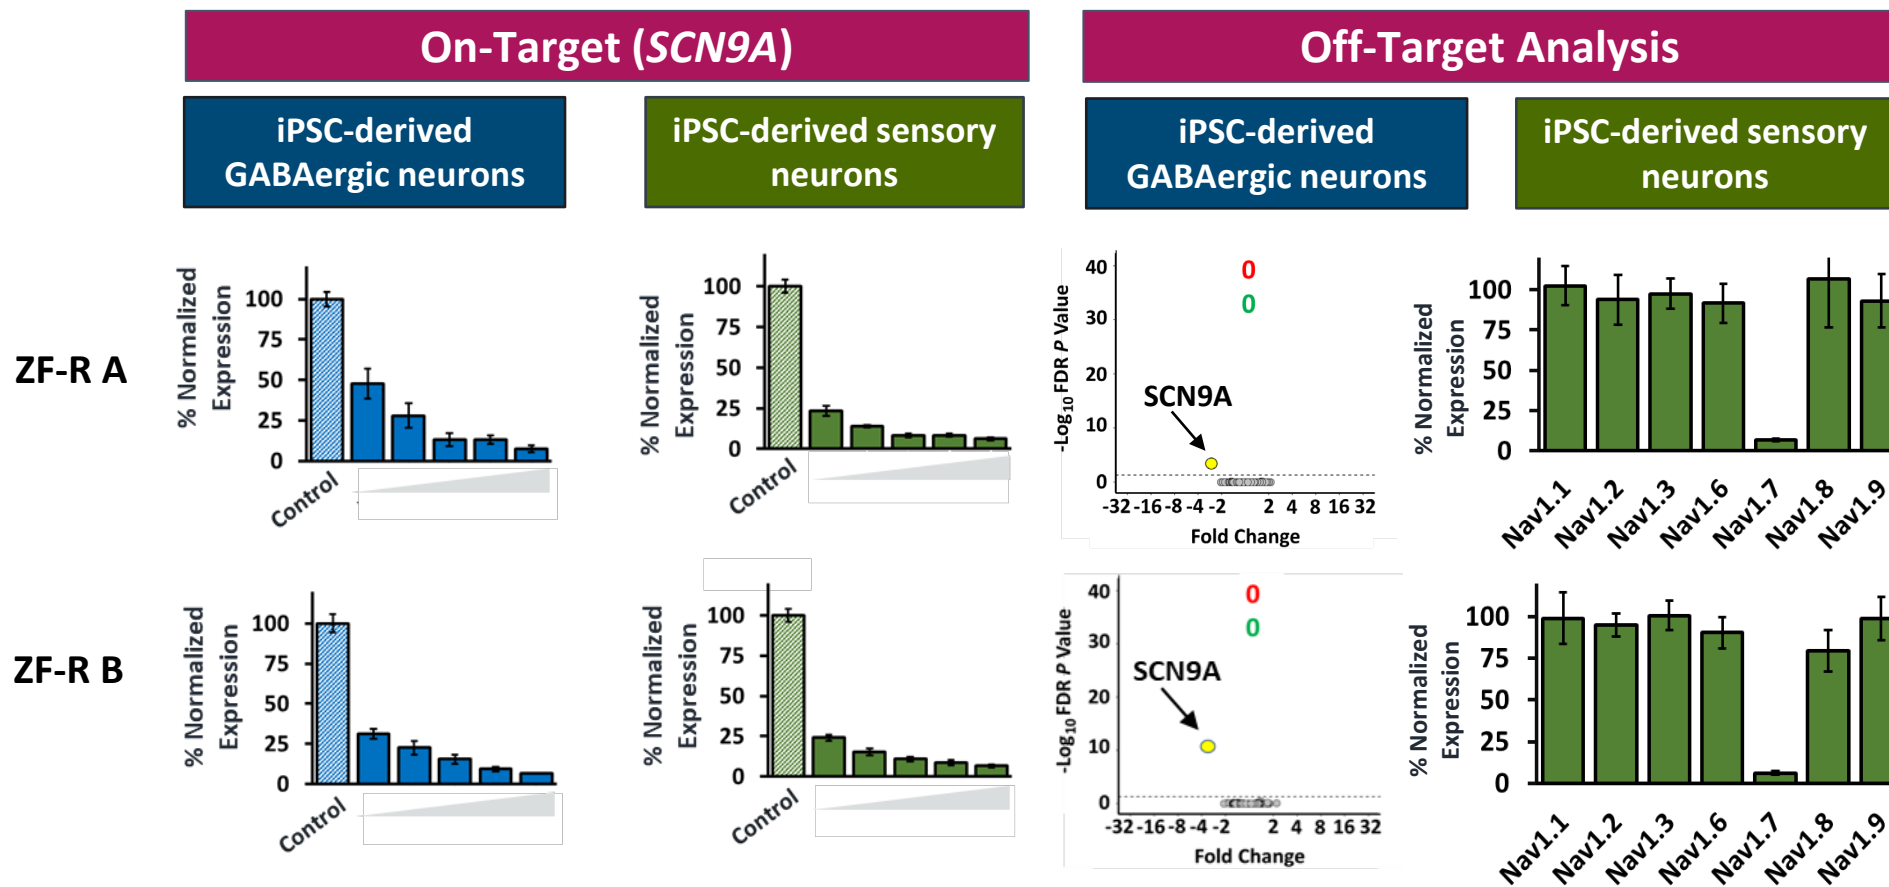 On-Target (SCN9A)
Off-Target Analysis
iPSC-derived
GABAergic neurons
iPSC-derived sensory
neurons
iPSC-derived
GABAergic neurons
iPSC-derived sensory
neurons
ZF-R A
% Normalized
Expression
100
75
50
25
0
Control
% Normalized
Expression
100
75
50
25
0
Control
-Log10 FDR P Value
40
30
20
10
0
0
0
SCN9A
-32 -16 -8 -4 -2 2 4 8 16 32
Fold Change
% Normalized
Expression
100
75
50
25
0
Nav1.1
Nav1.2
Nav1.3
Nav1.6
Nav1.7
Nav1.8
Nav1.9
ZF-R B
% Normalized
Expression
100
75
50
25
0
Control
% Normalized
Expression
100
75
50
25
0
Control
-Log10 FDR P Value
40
30
20
10
0
0
0
SCN9A
-32 -16 -8 -4 -2 2 4 8 16 32
Fold Change
% Normalized
Expression
100
75
50
25
0
Nav1.1
Nav1.2
Nav1.3
Nav1.6
Nav1.7
Nav1.8
Nav1.9